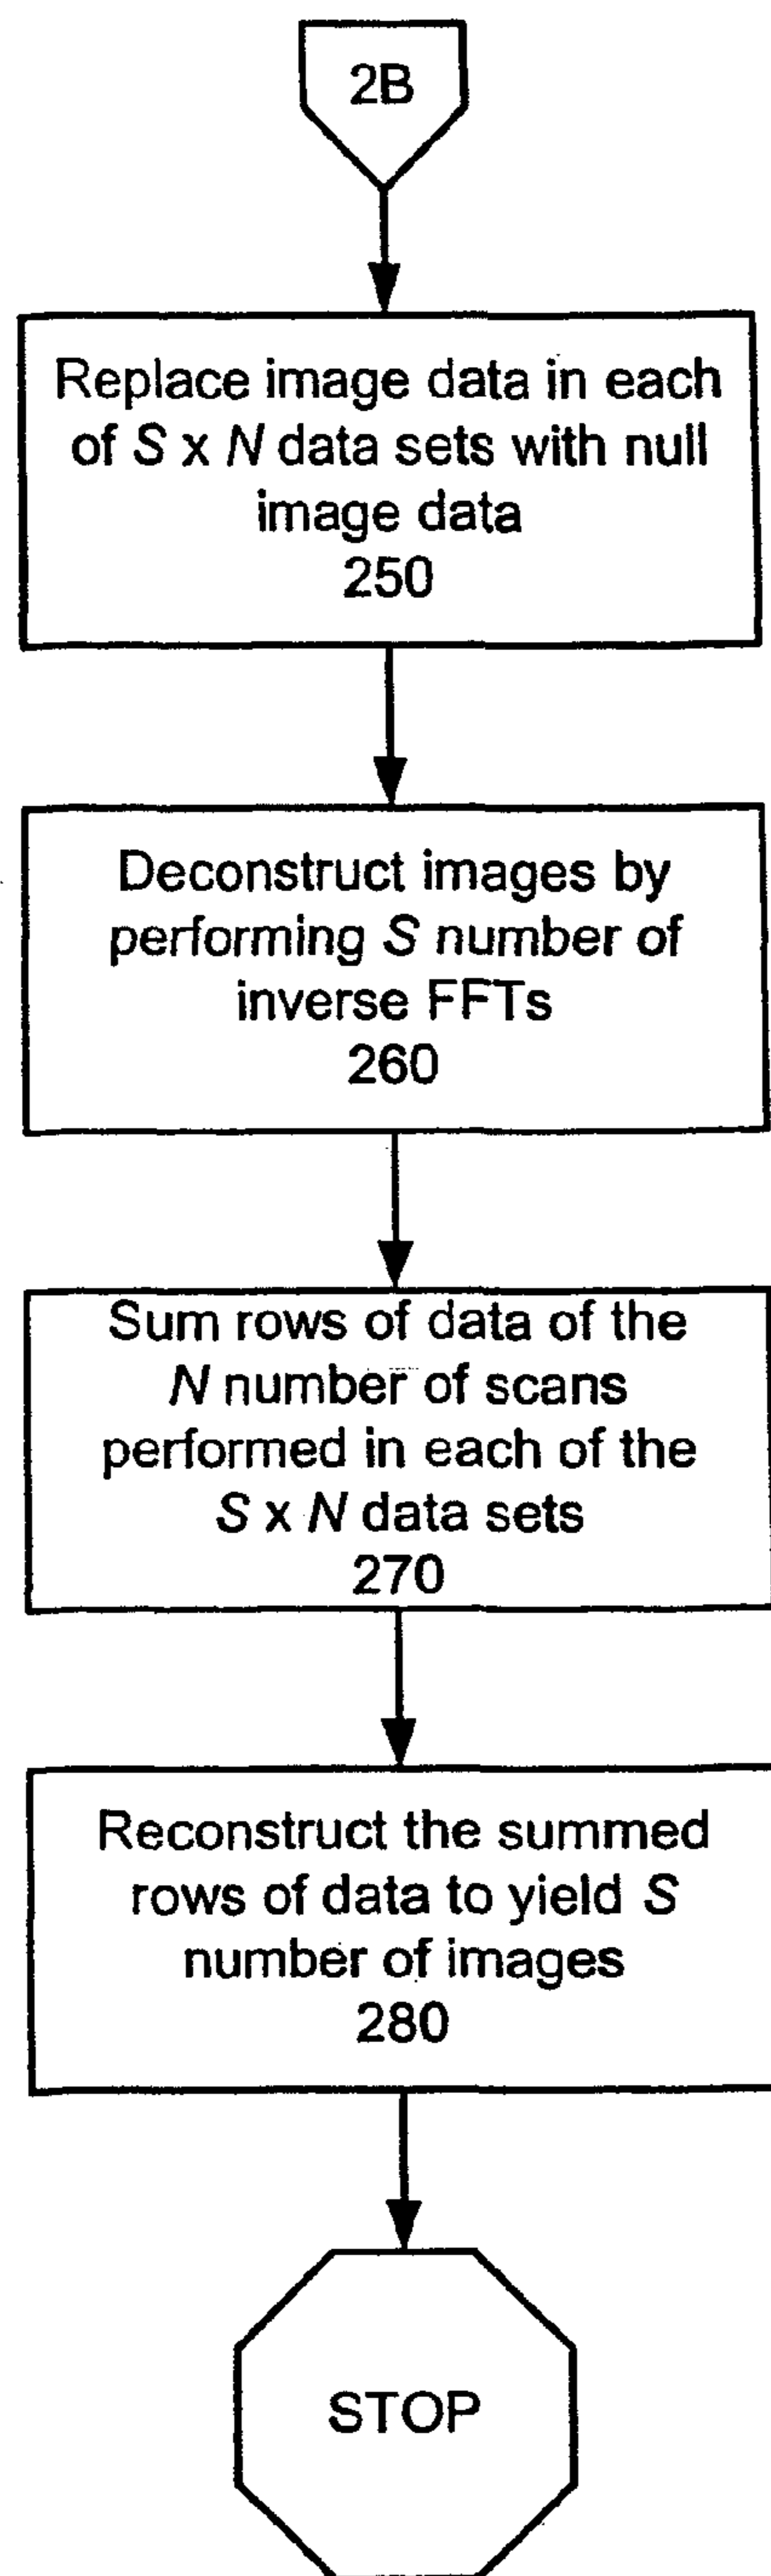 2B
Replace image data in each
of S x N data sets with null
image data
250
Deconstruct images by
performing S number of
inverse FFTs
260
Sum rows of data of the
N number of scans
performed in each of the
S x N data sets
270
Reconstruct the summed
rows of data to yield S
number of images
280
STOP